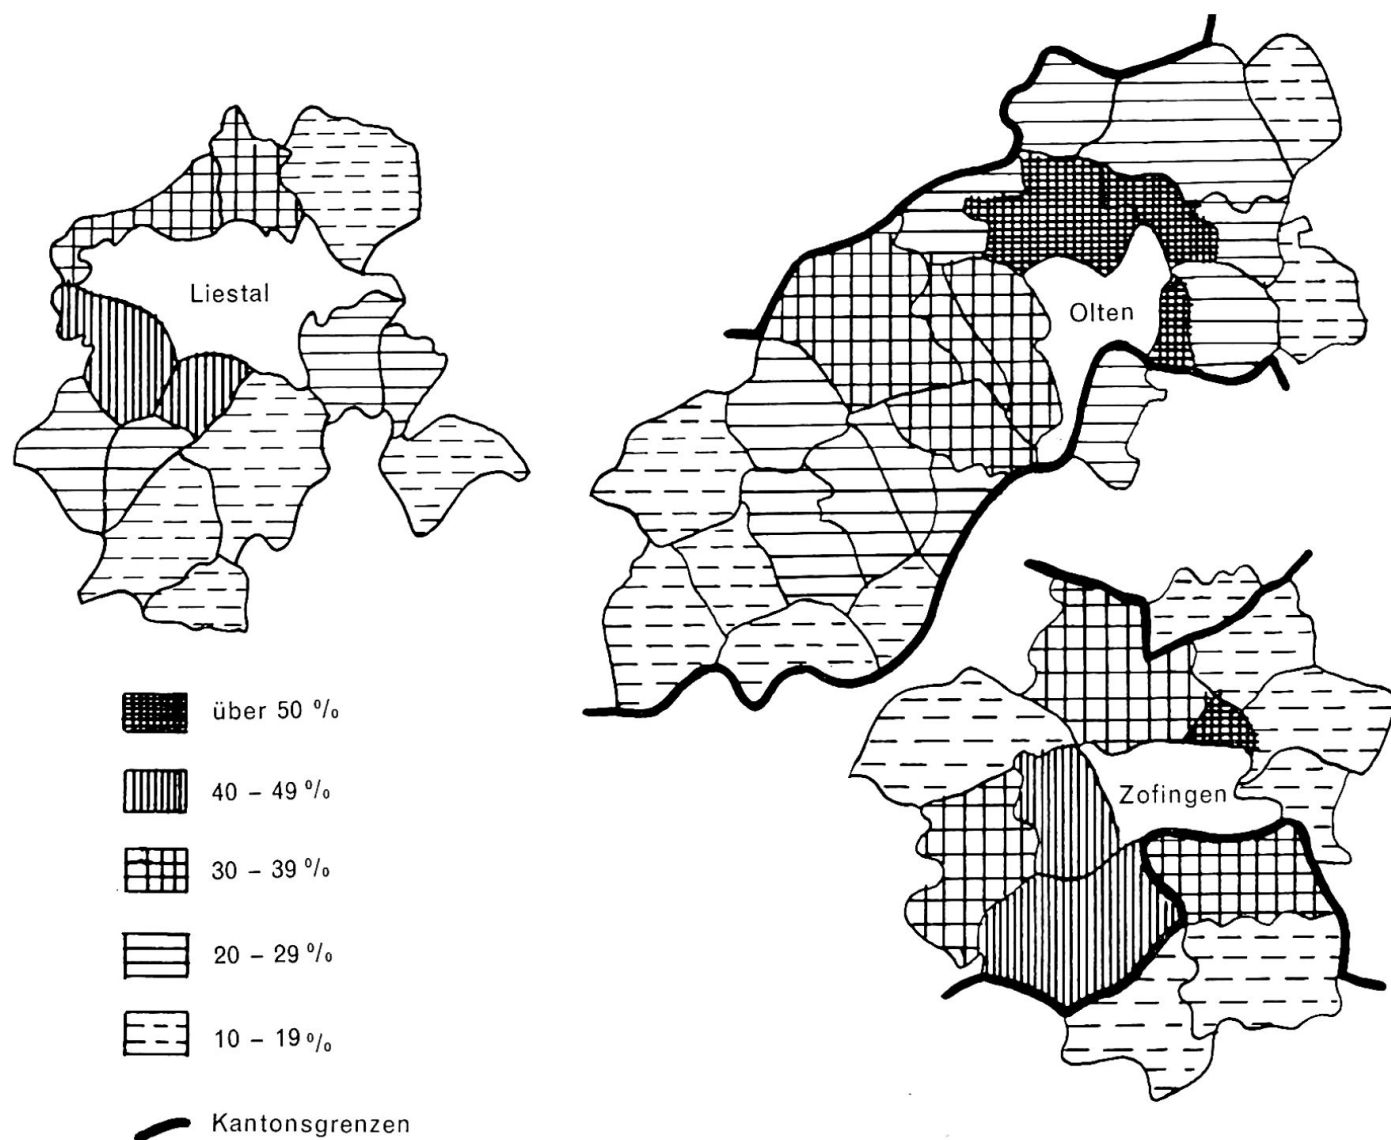 Liestal
Olten
Zofingen
über 50 %
40 – 49 %
30 – 39 %
20 – 29 %
10 – 19 %
Kantonsgrenzen